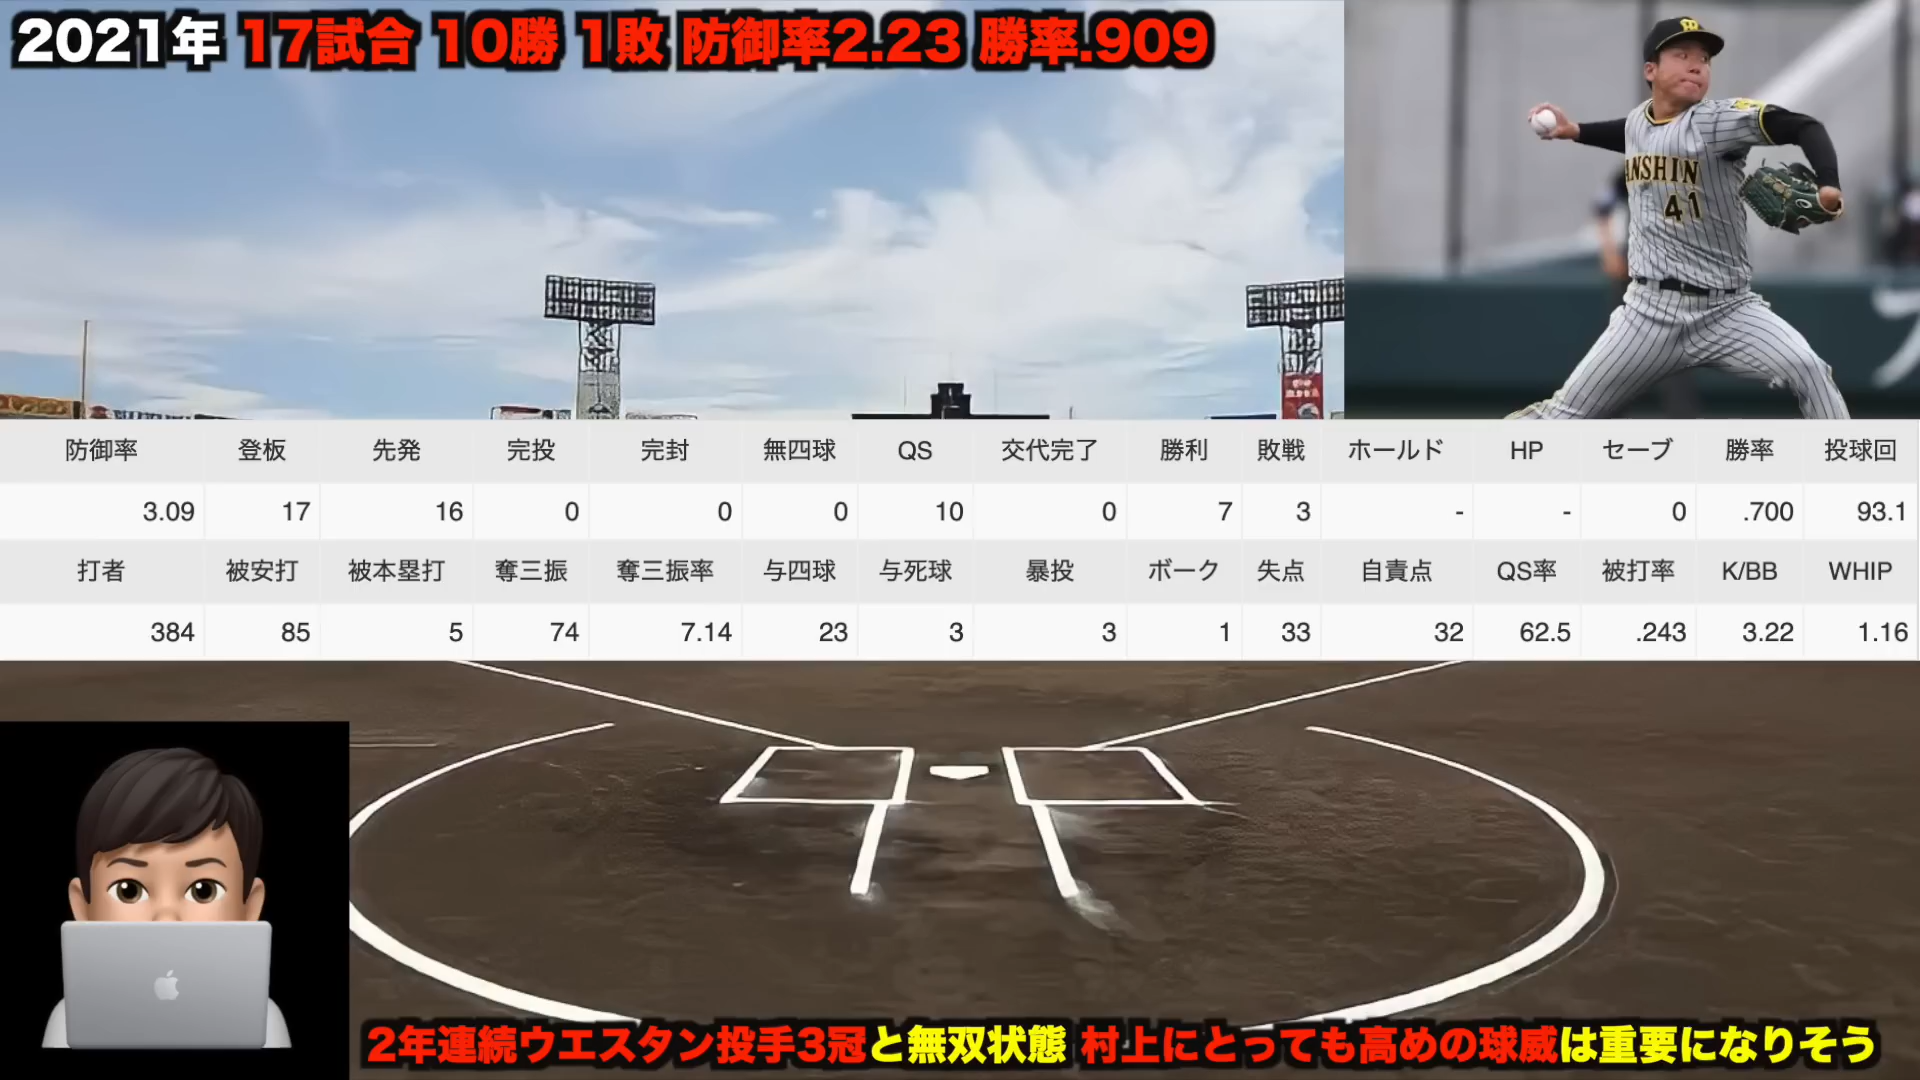 2021年 17試合 10勝 1敗 防御率2.23 勝率.909
ANSHIN
41
防御率 登板 先発 完投 完封 無四球 QS 交代完了 勝利 敗戦 ホールド HP セーブ 勝率 投球回
3.09 17 16 0 0 0 10 0 7 3 - - 0 .700 93.1
打者 被安打 被本塁打 奪三振 奪三振率 与四球 与死球 暴投 ボーク 失点 自責点 QS率 被打率 K/BB WHIP
384 85 5 74 7.14 23 3 3 1 33 32 62.5 .243 3.22 1.16
2年連続ウエスタン投手3冠と無双状態 村上にとっても高めの球威は重要になりそう